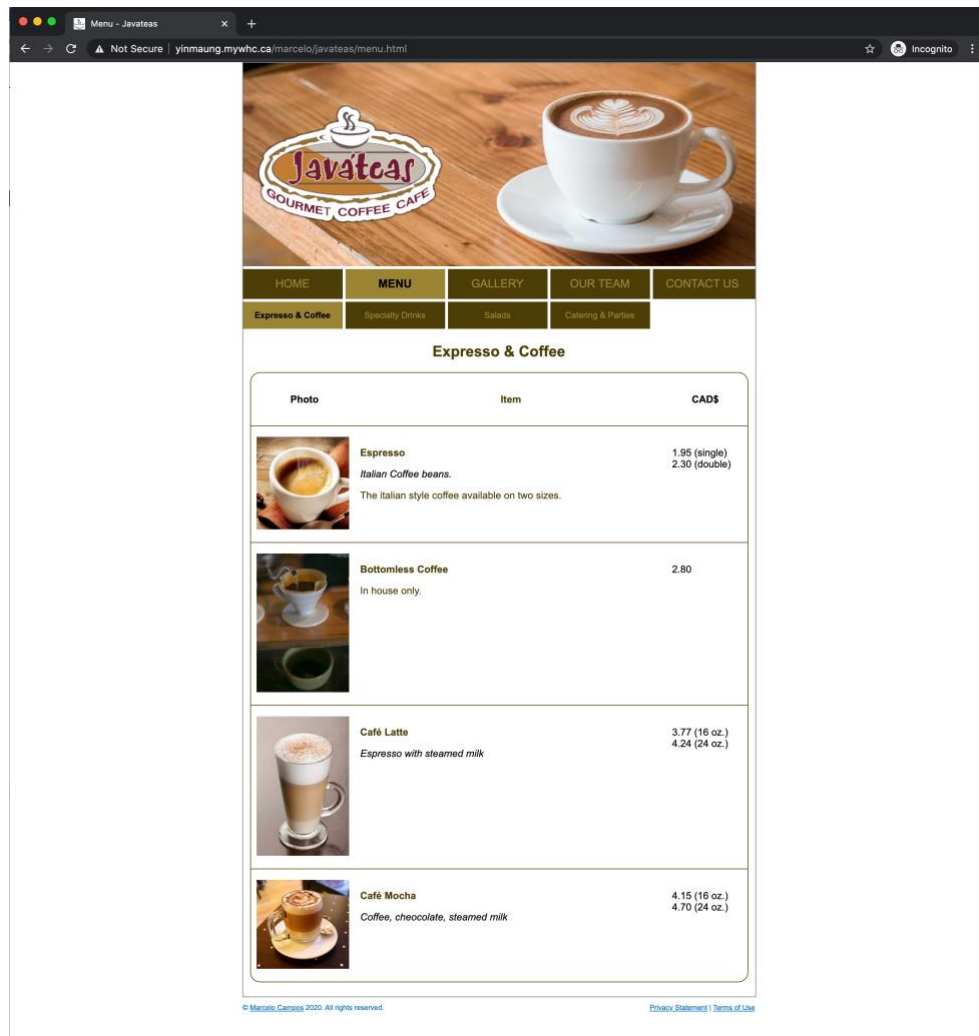 Menu - Javateas
Not Secure | yinmaung.mywhc.ca/marcelo/javateas/menu.html
Incognito
Javateas
GOURMET COFFEE CAFE
HOME MENU GALLERY OUR TEAM CONTACT US
Expresso & Coffee Specialty Drinks Salads Catering & Parties
Expresso & Coffee
Photo Item CAD$
Espresso 1.95 (single)
2.30 (double)
Italian Coffee beans.
The italian style coffee available on two sizes.
Bottomless Coffee 2.80
In house only.
Café Latte 3.77 (16 oz.)
4.24 (24 oz.)
Espresso with steamed milk
Café Mocha 4.15 (16 oz.)
4.70 (24 oz.)
Coffee, cheocolate, steamed milk
© Marcelo Campos 2020. All rights reserved. Privacy Statement | Terms of Use